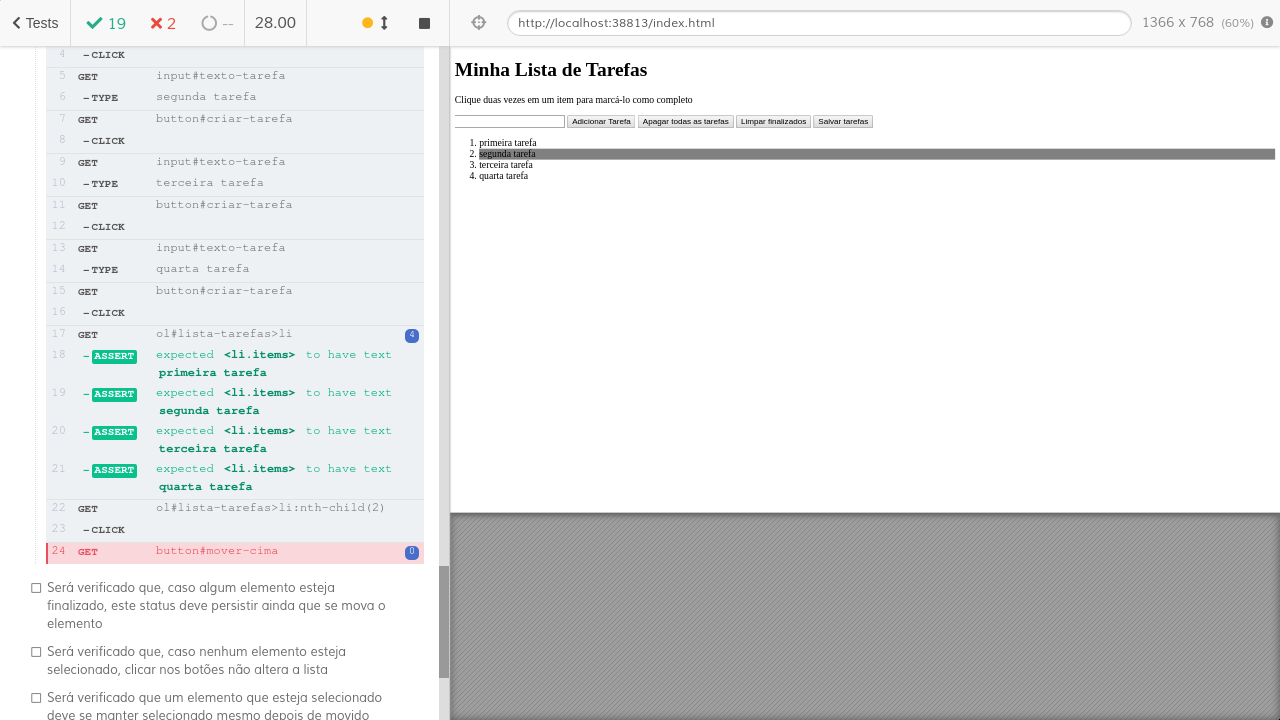 Tests
19
2
--
28.00
http://localhost:38813/index.html
1366 x 768 (60%)
4 -CLICK
5 GET input#texto-tarefa
6 -TYPE segunda tarefa
7 GET button#criar-tarefa
8 -CLICK
9 GET input#texto-tarefa
10 -TYPE terceira tarefa
11 GET button#criar-tarefa
12 -CLICK
13 GET input#texto-tarefa
14 -TYPE quarta tarefa
15 GET button#criar-tarefa
16 -CLICK
17 GET ol#lista-tarefas>li 4
18 -ASSERT expected <li.items> to have text
primeira tarefa
19 -ASSERT expected <li.items> to have text
segunda tarefa
20 -ASSERT expected <li.items> to have text
terceira tarefa
21 -ASSERT expected <li.items> to have text
quarta tarefa
22 GET ol#lista-tarefas>li:nth-child(2)
23 -CLICK
24 GET button#mover-cima 0
Será verificado que, caso algum elemento esteja
finalizado, este status deve persistir ainda que se mova o
elemento
Será verificado que, caso nenhum elemento esteja
selecionado, clicar nos botões não altera a lista
Será verificado que um elemento que esteja selecionado
deve se manter selecionado mesmo depois de movido
Minha Lista de Tarefas
Clique duas vezes em um item para marcá-lo como completo
Adicionar Tarefa Apagar todas as tarefas Limpar finalizados Salvar tarefas
1. primeira tarefa
2. segunda tarefa
3. terceira tarefa
4. quarta tarefa